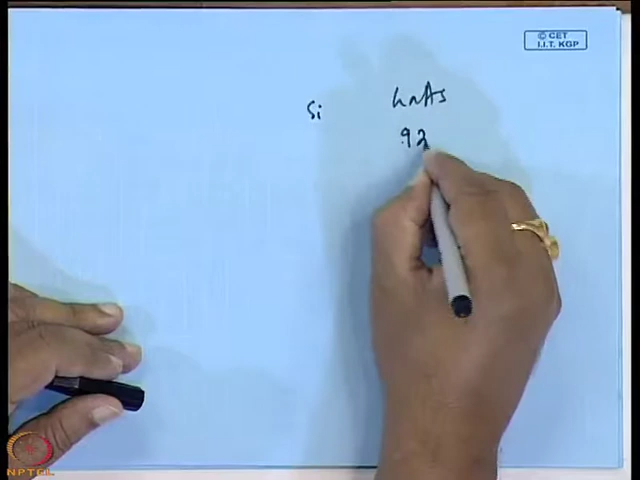 © CET
I.I.T. KGP
Si GaAs
.92
NPTEL